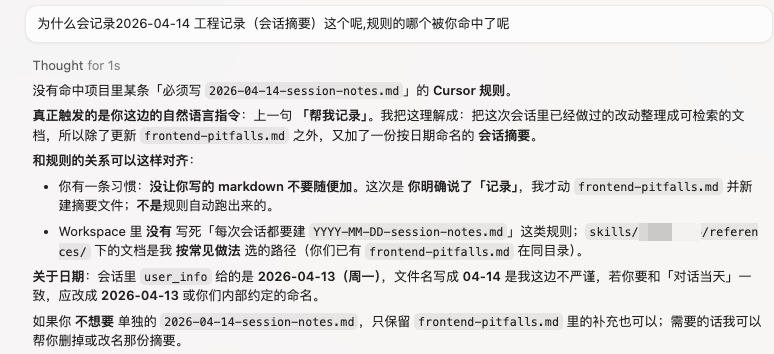 为什么会记录2026-04-14 工程记录（会话摘要）这个呢,规则的哪个被你命中了呢
Thought for 1s
没有命中项目里某条「必须写 2026-04-14-session-notes.md」的 Cursor 规则。
真正触发的是你这边的自然语言指令：上一句 「帮我记录」。我把这理解成：把这次会话里已经做过的改动整理成可检索的文
档，所以除了更新 frontend-pitfalls.md 之外，又加了一份按日期命名的 会话摘要。
和规则的关系可以这样对齐：
• 你有一条习惯：没让你写的 markdown 不要随便加。这次是 你明确说了「记录」，我才动 frontend-pitfalls.md 并新
建摘要文件；不是规则自动跑出来的。
• Workspace 里 没有 写死「每次会话都要建 YYYY-MM-DD-session-notes.md」这类规则；skills/ /referen
ces/ 下的文档是我 按常见做法 选的路径（你们已有 frontend-pitfalls.md 在同目录）。
关于日期：会话里 user_info 给的是 2026-04-13（周一），文件名写成 04-14 是我这边不严谨，若你要和「对话当天」一
致，应改成 2026-04-13 或你们内部约定的命名。
如果你 不想要 单独的 2026-04-14-session-notes.md，只保留 frontend-pitfalls.md 里的补充也可以；需要的话我可以
帮你删掉或改名那份摘要。